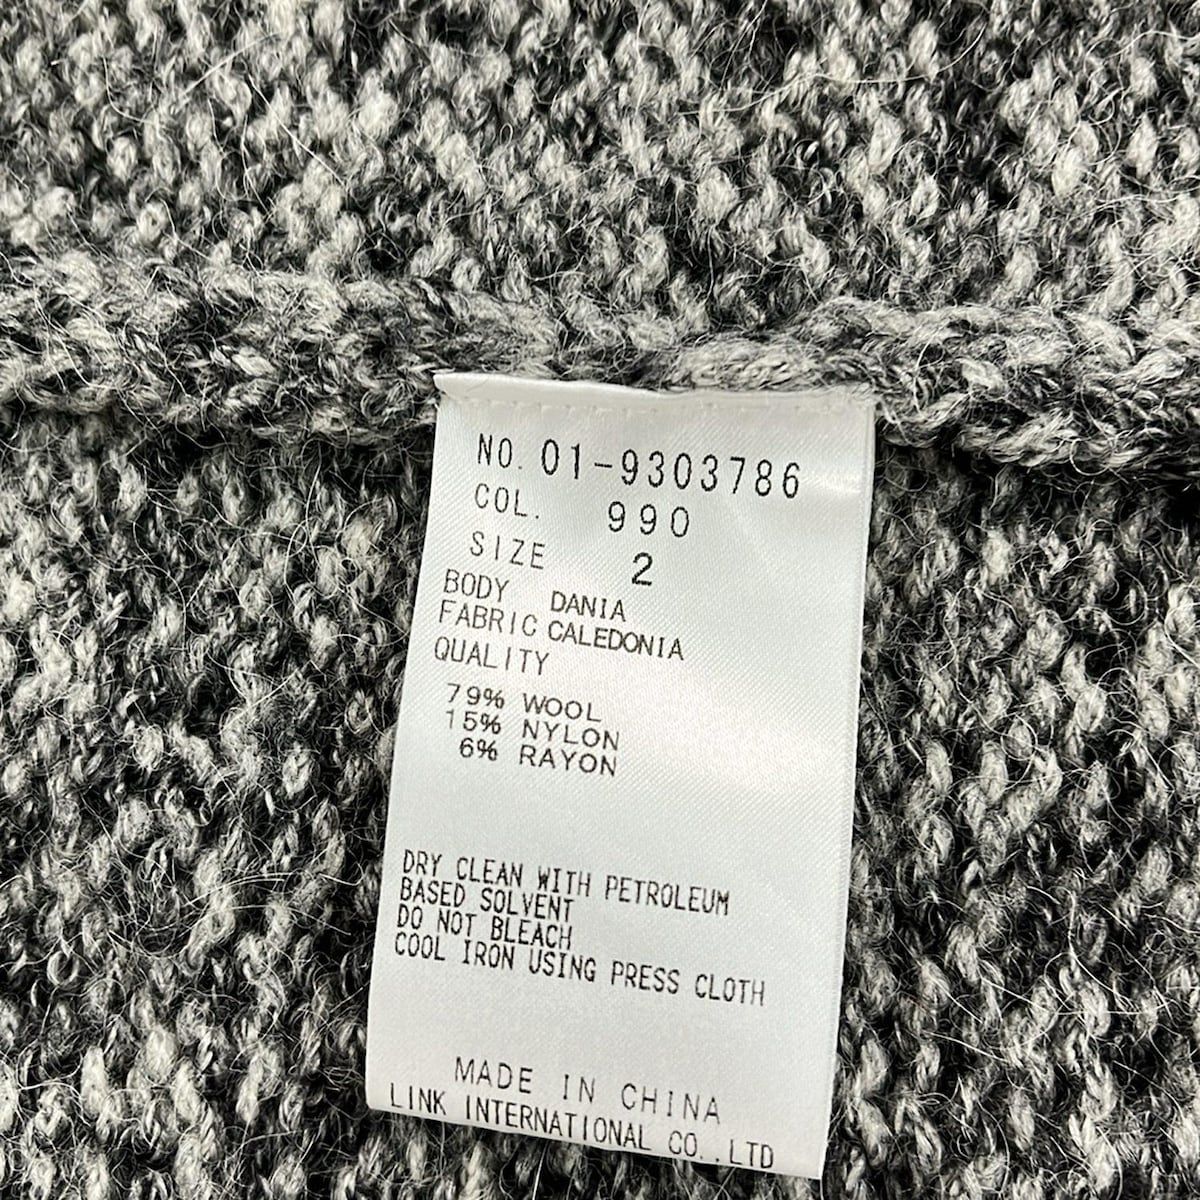 NO. 01-9303786
COL. 990
SIZE 2
BODY DANIA
FABRIC CALEDONIA
QUALITY
79% WOOL
15% NYLON
6% RAYON
DRY CLEAN WITH PETROLEUM
BASED SOLVENT
DO NOT BLEACH
COOL IRON USING PRESS CLOTH
MADE IN CHINA
LINK INTERNATIONAL CO.,LTD